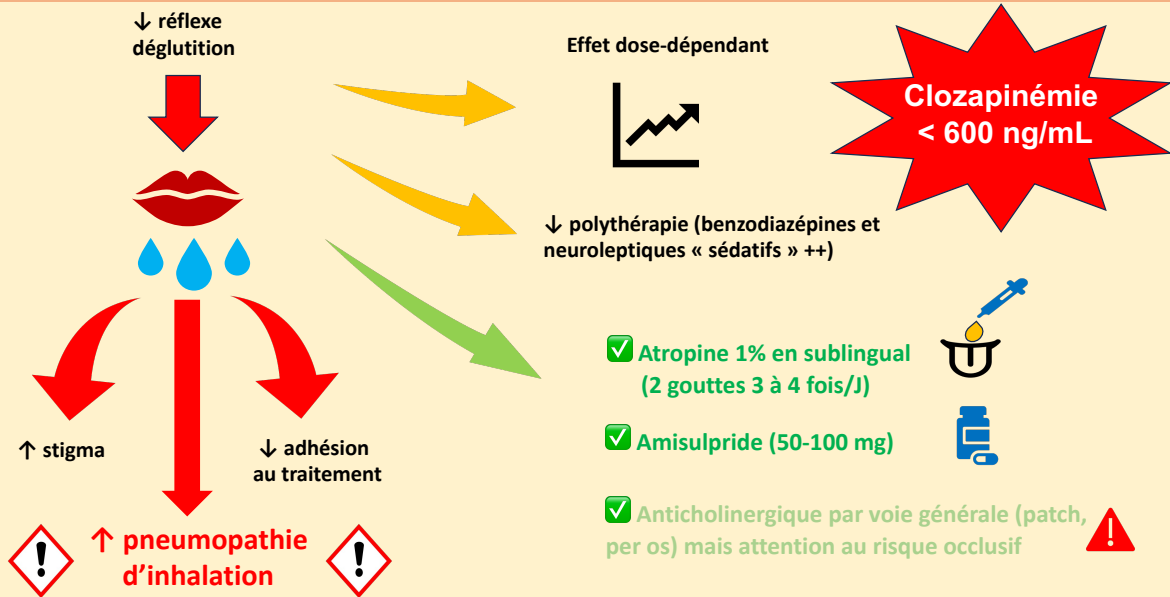 ↓ réflexe
déglutition
Effet dose-dépendant
Clozapinémie
< 600 ng/mL
↓ polythérapie (benzodiazépines et
neuroleptiques « sédatifs » ++)
✅ Atropine 1% en sublingual
(2 gouttes 3 à 4 fois/J)
↑ stigma
↓ adhésion
au traitement
✅ Amisulpride (50-100 mg)
↑ pneumopathie
d’inhalation
✅ Anticholinergique par voie générale (patch,
per os) mais attention au risque occlusif